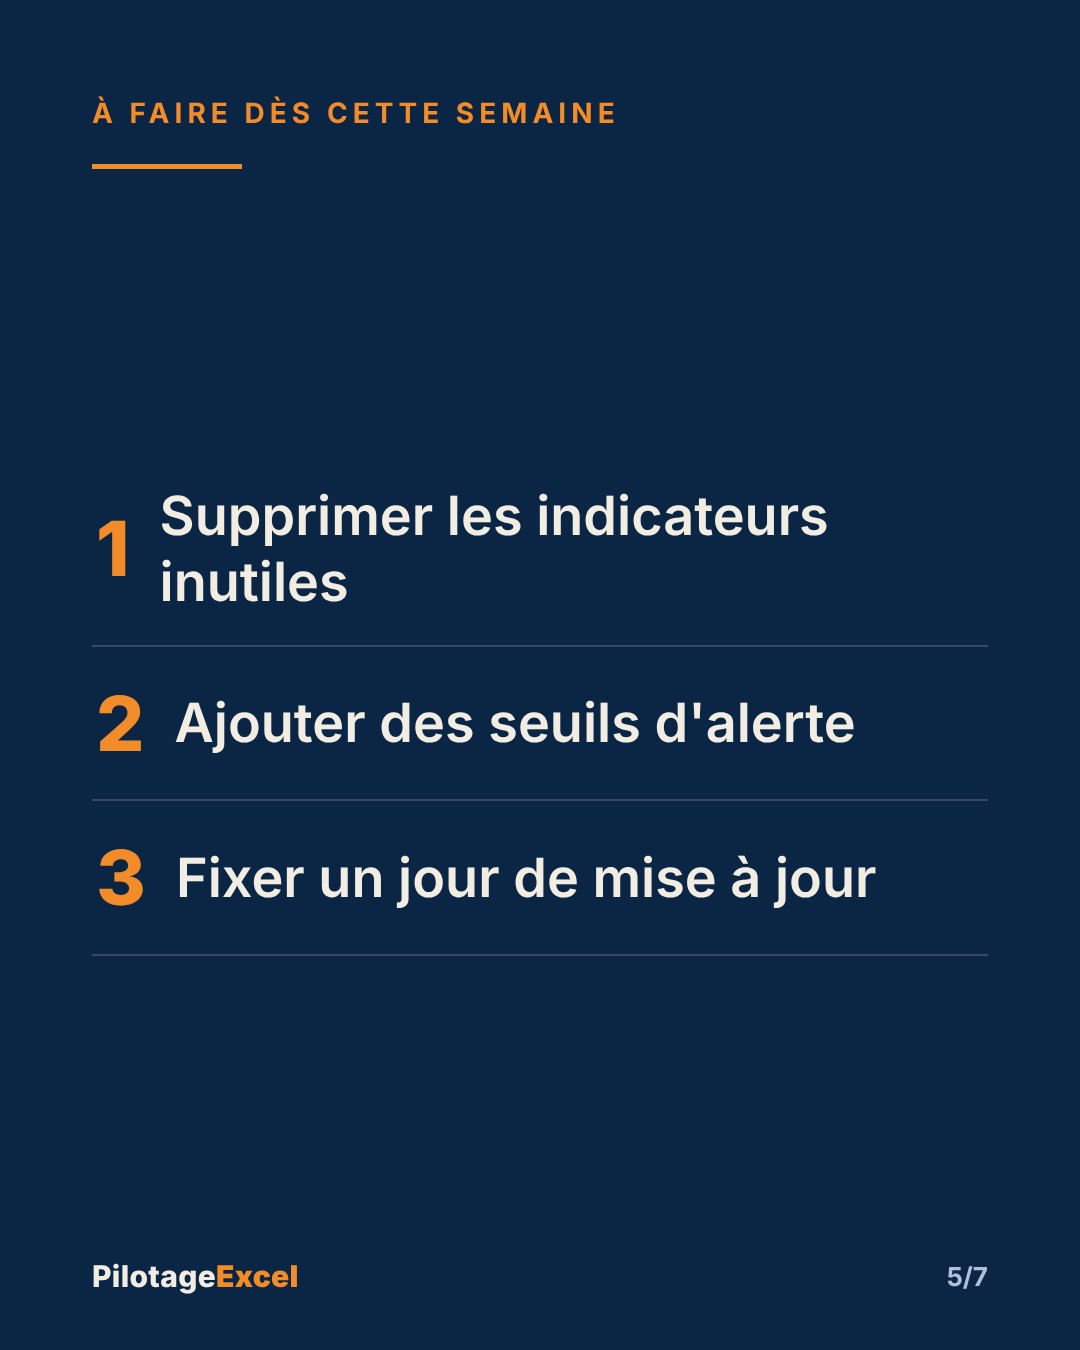 À FAIRE DÈS CETTE SEMAINE
1 Supprimer les indicateurs
inutiles
2 Ajouter des seuils d'alerte
3 Fixer un jour de mise à jour
PilotageExcel
5/7